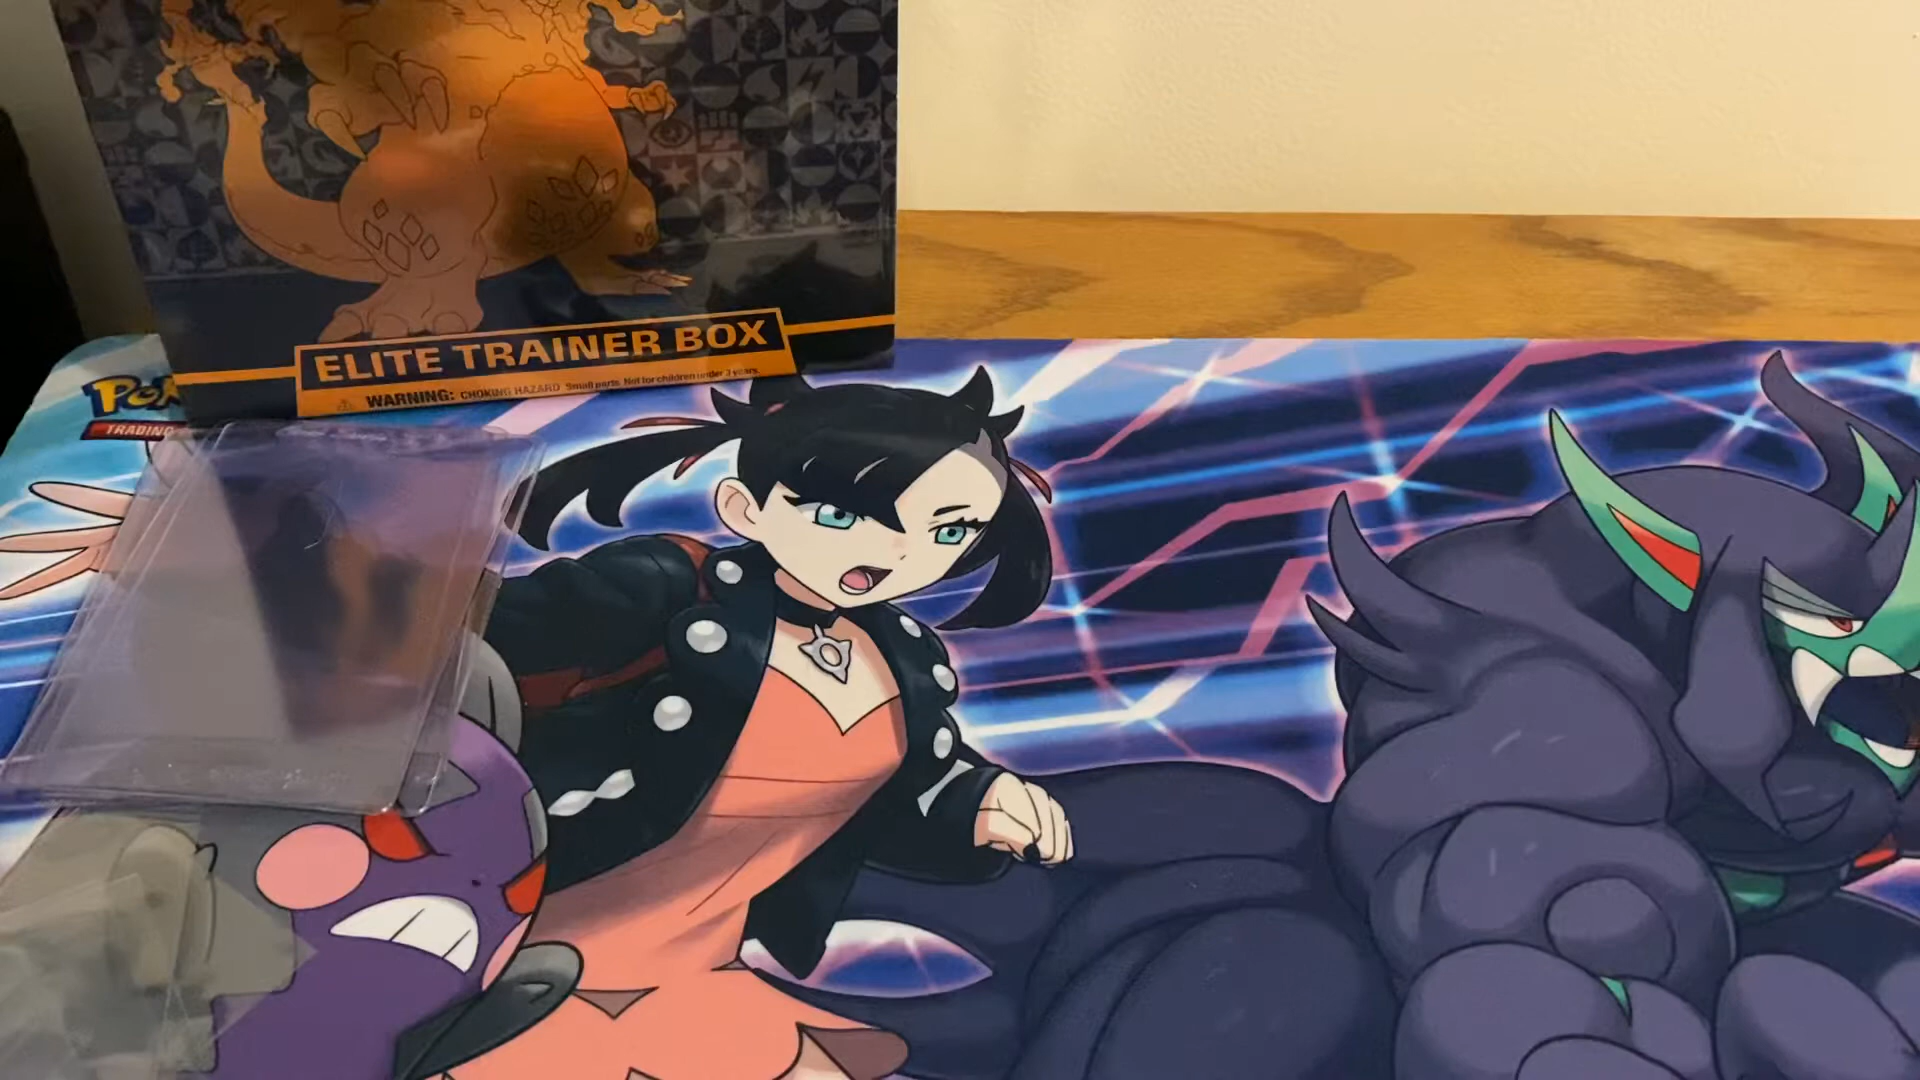 ELITE TRAINER BOX
WARNING: CHOKING HAZARD Small parts. Not for children under 3 years.
TRADING